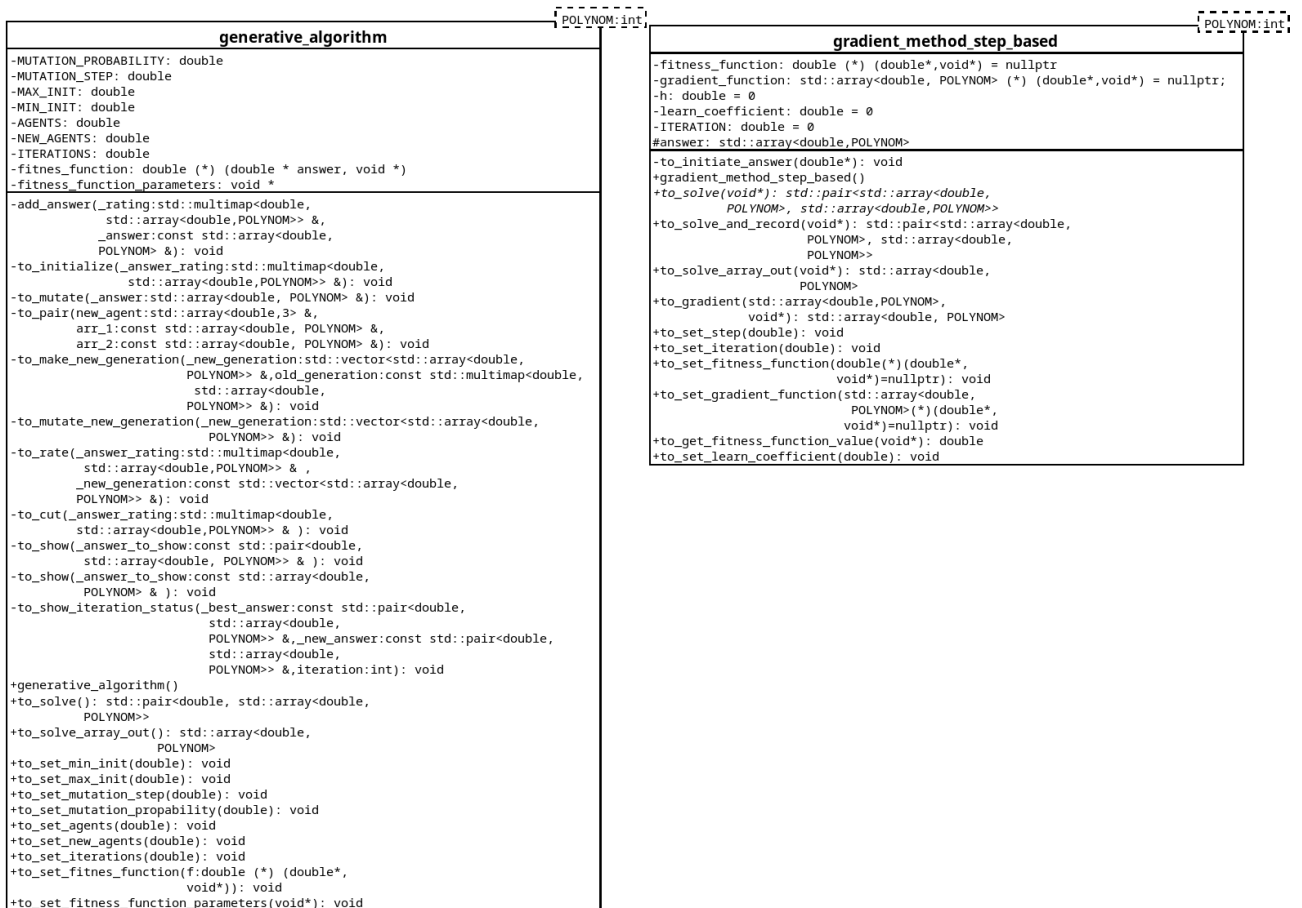 POLYNOM:int
generative_algorithm
-MUTATION_PROBABILITY: double
-MUTATION_STEP: double
-MAX_INIT: double
-MIN_INIT: double
-AGENTS: double
-NEW_AGENTS: double
-ITERATIONS: double
-fitnes_function: double (*) (double * answer, void *)
-fitness_function_parameters: void *
-add_answer(_rating:std::multimap<double,
std::array<double,POLYNOM>> &,
_answer:const std::array<double,
POLYNOM> &): void
-to_initialize(_answer_rating:std::multimap<double,
std::array<double,POLYNOM>> &): void
-to_mutate(_answer:std::array<double, POLYNOM> &): void
-to_pair(new_agent:std::array<double,3> &,
arr_1:const std::array<double, POLYNOM> &,
arr_2:const std::array<double, POLYNOM> &): void
-to_make_new_generation(_new_generation:std::vector<std::array<double,
POLYNOM>> &,old_generation:const std::multimap<double,
std::array<double,
POLYNOM>> &): void
-to_mutate_new_generation(_new_generation:std::vector<std::array<double,
POLYNOM>> &): void
-to_rate(_answer_rating:std::multimap<double,
std::array<double,POLYNOM>> & ,
_new_generation:const std::vector<std::array<double,
POLYNOM>> &): void
-to_cut(_answer_rating:std::multimap<double,
std::array<double,POLYNOM>> & ): void
-to_show(_answer_to_show:const std::pair<double,
std::array<double, POLYNOM>> & ): void
-to_show(_answer_to_show:const std::array<double,
POLYNOM> & ): void
-to_show_iteration_status(_best_answer:const std::pair<double,
std::array<double,
POLYNOM>> &,_new_answer:const std::pair<double,
std::array<double,
POLYNOM>> &,iteration:int): void
+generative_algorithm()
+to_solve(): std::pair<double, std::array<double,
POLYNOM>>
+to_solve_array_out(): std::array<double,
POLYNOM>
+to_set_min_init(double): void
+to_set_max_init(double): void
+to_set_mutation_step(double): void
+to_set_mutation_propability(double): void
+to_set_agents(double): void
+to_set_new_agents(double): void
+to_set_iterations(double): void
+to_set_fitnes_function(f:double (*) (double*,
void*)): void
+to_set_fitness_function_parameters(void*): void
POLYNOM:int
gradient_method_step_based
-fitness_function: double (*) (double*,void*) = nullptr
-gradient_function: std::array<double, POLYNOM> (*) (double*,void*) = nullptr;
-h: double = 0
-learn_coefficient: double = 0
-ITERATION: double = 0
#answer: std::array<double,POLYNOM>
-to_initiate_answer(double*): void
+gradient_method_step_based()
+to_solve(void*): std::pair<std::array<double,
POLYNOM>, std::array<double,POLYNOM>>
+to_solve_and_record(void*): std::pair<std::array<double,
POLYNOM>, std::array<double,
POLYNOM>>
+to_solve_array_out(void*): std::array<double,
POLYNOM>
+to_gradient(std::array<double,POLYNOM>,
void*): std::array<double, POLYNOM>
+to_set_step(double): void
+to_set_iteration(double): void
+to_set_fitness_function(double(*)(double*,
void*)=nullptr): void
+to_set_gradient_function(std::array<double,
POLYNOM>(*)(double*,
void*)=nullptr): void
+to_get_fitness_function_value(void*): double
+to_set_learn_coefficient(double): void